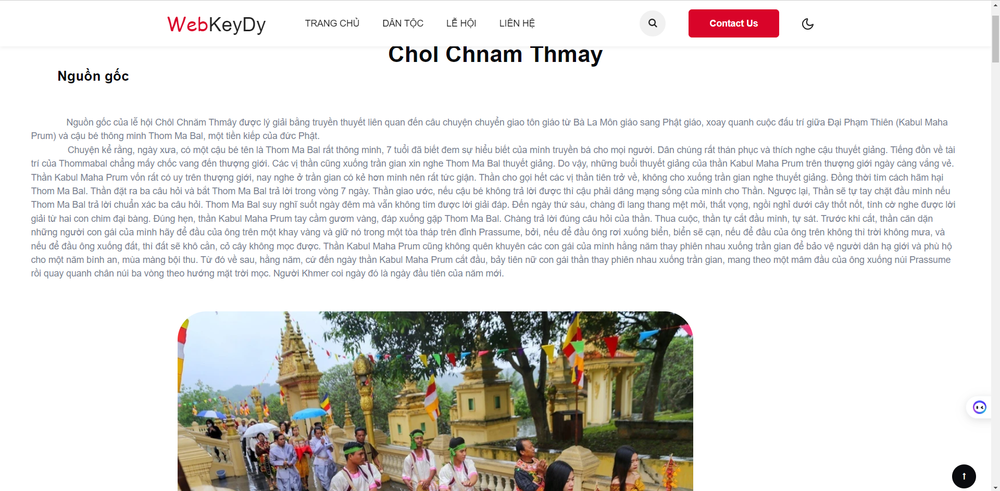 WebKeyDy
TRANG CHỦ
DÂN TỘC
LỄ HỘI
LIÊN HỆ
Contact Us
Chol Chnam Thmay
Nguồn gốc
Nguồn gốc của lễ hội Chôl Chnăm Thmây được lý giải bằng truyền thuyết liên quan đến câu chuyện chuyển giao tôn giáo từ Bà La Môn giáo sang Phật giáo, xoay quanh cuộc đấu trí giữa Đại Phạm Thiên (Kabul Maha
Prum) và cậu bé thông minh Thom Ma Bal, một tiền kiếp của đức Phật.
Chuyện kể rằng, ngày xưa, có một cậu bé tên là Thom Ma Bal rất thông minh, 7 tuổi đã biết đem sự hiểu biết của mình truyền bá cho mọi người. Dân chúng rất thán phục và thích nghe cậu thuyết giảng. Tiếng đồn về tài
trí của Thommabal chẳng mấy chốc vang đến thượng giới. Các vị thần cũng xuống trần gian xin nghe Thom Ma Bal thuyết giảng. Do vậy, những buổi thuyết giảng của thần Kabul Maha Prum trên thượng giới ngày càng vắng vẻ.
Thần Kabul Maha Prum vốn rất có uy trên thượng giới, nay nghe ở trần gian có kẻ hơn mình nên rất tức giận. Thần cho gọi hết các vị thần tiên trở về, không cho xuống trần gian nghe thuyết giảng. Đồng thời tìm cách hãm hại
Thom Ma Bal. Thần đặt ra ba câu hỏi và bắt Thom Ma Bal trả lời trong vòng 7 ngày. Thần giao ước, nếu cậu bé không trả lời được thì cậu phải dâng mạng sống của mình cho Thần. Ngược lại, Thần sẽ tự tay chặt đầu mình nếu
Thom Ma Bal trả lời chuẩn xác ba câu hỏi. Thom Ma Bal suy nghĩ suốt ngày đêm mà vẫn không tìm được lời giải đáp. Đến ngày thứ sáu, chàng đi lang thang mệt mỏi, thất vọng, ngồi nghỉ dưới cây thốt nốt, tình cờ nghe được lời
giải từ hai con chim đại bàng. Đúng hẹn, thần Kabul Maha Prum tay cầm gươm vàng, đáp xuống gặp Thom Ma Bal. Chàng trả lời đúng câu hỏi của thần. Thua cuộc, thần tự cắt đầu mình, tự sát. Trước khi cắt, thần căn dặn
những người con gái của mình hãy để đầu của ông trên một khay vàng và giữ nó trong một tòa tháp trên đỉnh Prassume, bởi, nếu để đầu ông rơi xuống biển, biển sẽ cạn, nếu để đầu của ông trên không thì trời không mưa, và
nếu để đầu ông xuống đất, thì đất sẽ khô cằn, cỏ cây không mọc được. Thần Kabul Maha Prum cũng không quên khuyên các con gái của mình hằng năm thay phiên nhau xuống trần gian để bảo vệ người dân hạ giới và phù hộ
cho một năm bình an, mùa màng bội thu. Từ đó về sau, hằng năm, cứ đến ngày thần Kabul Maha Prum cắt đầu, bảy tiên nữ con gái thần thay phiên nhau xuống trần gian, mang theo một mâm đầu của ông xuống núi Prassume
rồi quay quanh chân núi ba vòng theo hướng mặt trời mọc. Người Khmer coi ngày đó là ngày đầu tiên của năm mới.